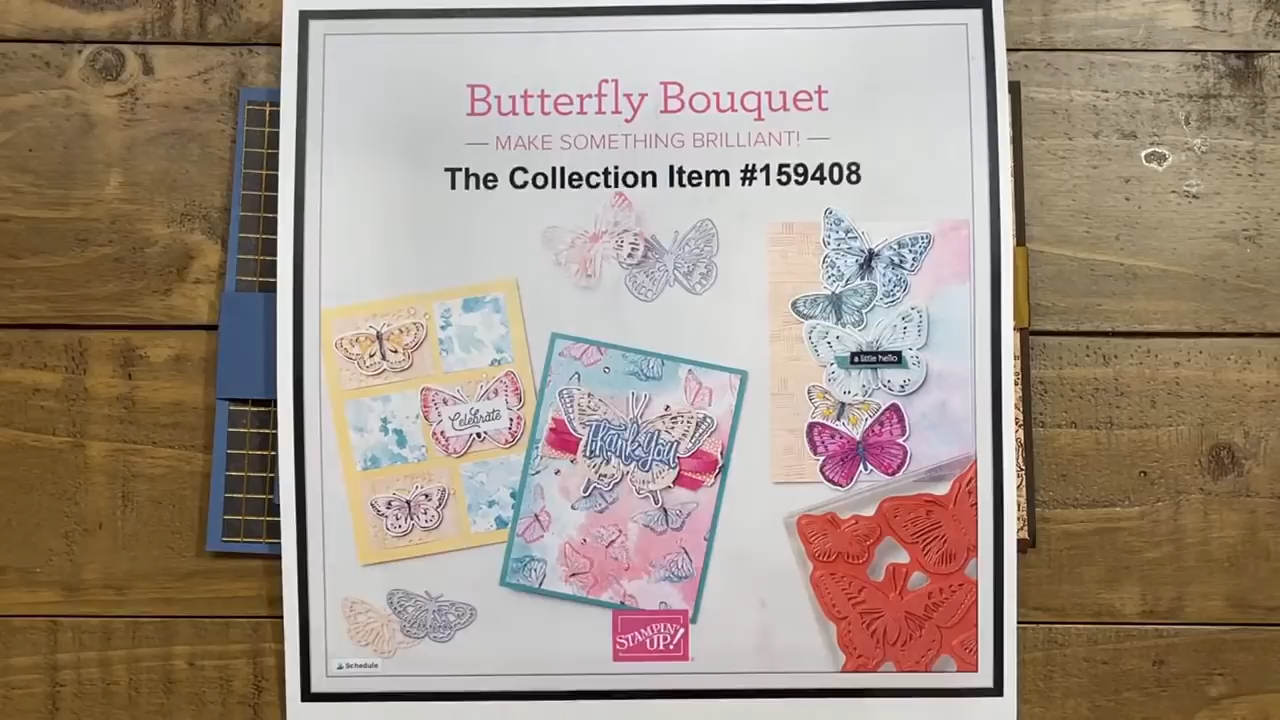 Butterfly Bouquet
— MAKE SOMETHING BRILLIANT! —
The Collection Item #159408
a little hello
Celebrate
Thank You
STAMPIN' UP!
Schedule